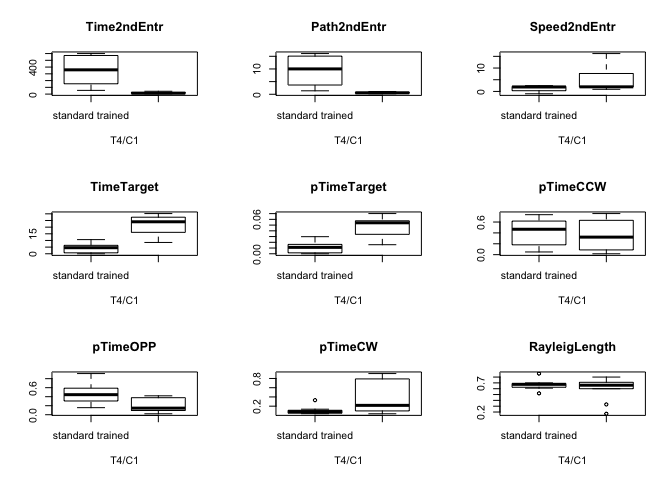 Time2ndEntr Path2ndEntr Speed2ndEntr
0 400
0 10
0 10
standard trained standard trained standard trained
T4/C1 T4/C1 T4/C1
TimeTarget pTimeTarget pTimeCCW
0 15
0.00 0.06
0.0 0.6
standard trained standard trained standard trained
T4/C1 T4/C1 T4/C1
pTimeOPP pTimeCW RayleigLength
0.0 0.6
0.2 0.8
0.2 0.7
standard trained standard trained standard trained
T4/C1 T4/C1 T4/C1